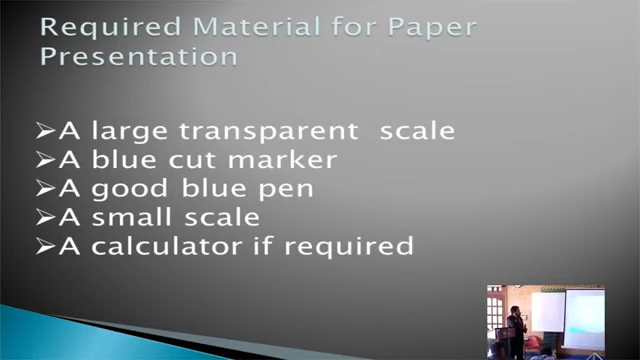 Required Material for Paper
Presentation
➢A large transparent scale
➢A blue cut marker
➢A good blue pen
➢A small scale
➢A calculator if required